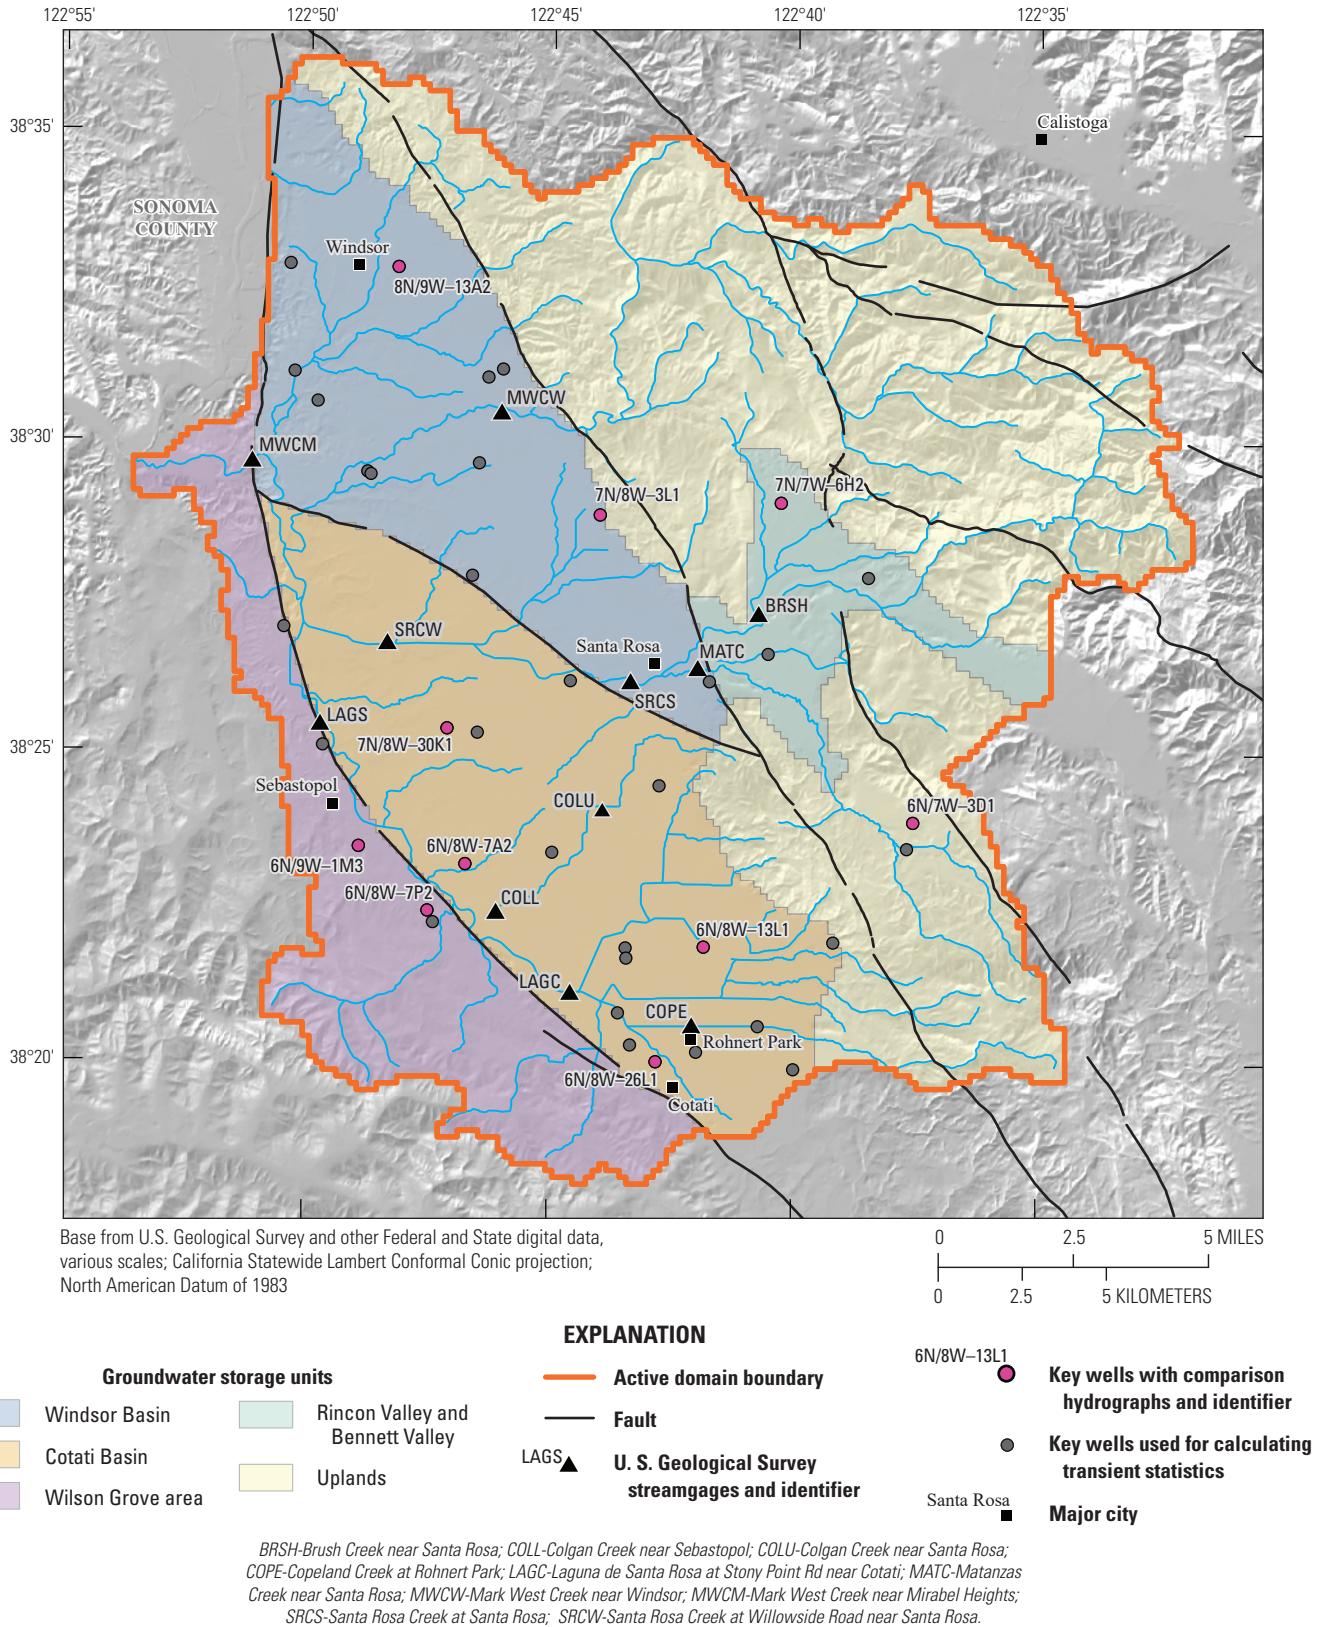 122°55' 122°50' 122°45' 122°40' 122°35'
38°35'
38°30'
38°25'
38°20'
Calistoga
SONOMA
COUNTY
Windsor
8N/9W–13A2
MWCW
MWCM
7N/8W–3L1
7N/7W–6H2
BRSH
SRCW
Santa Rosa
MATC
SRCS
LAGS
7N/8W–30K1
Sebastopol
COLU
6N/7W–3D1
6N/8W-7A2
6N/9W–1M3
6N/8W–7P2
COLL
6N/8W–13L1
LAGC
COPE
Rohnert Park
6N/8W–26L1
Cotati
Base from U.S. Geological Survey and other Federal and State digital data,
various scales; California Statewide Lambert Conformal Conic projection;
North American Datum of 1983
0 2.5 5 MILES
0 2.5 5 KILOMETERS
EXPLANATION
Groundwater storage units
Windsor Basin
Cotati Basin
Wilson Grove area
Rincon Valley and
Bennett Valley
Uplands
Active domain boundary
Fault
LAGS
U. S. Geological Survey
streamgages and identifier
6N/8W–13L1
Key wells with comparison
hydrographs and identifier
Key wells used for calculating
transient statistics
Santa Rosa
Major city
BRSH-Brush Creek near Santa Rosa; COLL-Colgan Creek near Sebastopol; COLU-Colgan Creek near Santa Rosa;
COPE-Copeland Creek at Rohnert Park; LAGC-Laguna de Santa Rosa at Stony Point Rd near Cotati; MATC-Matanzas
Creek near Santa Rosa; MWCW-Mark West Creek near Windsor; MWCM-Mark West Creek near Mirabel Heights;
SRCS-Santa Rosa Creek at Santa Rosa; SRCW-Santa Rosa Creek at Willowside Road near Santa Rosa.